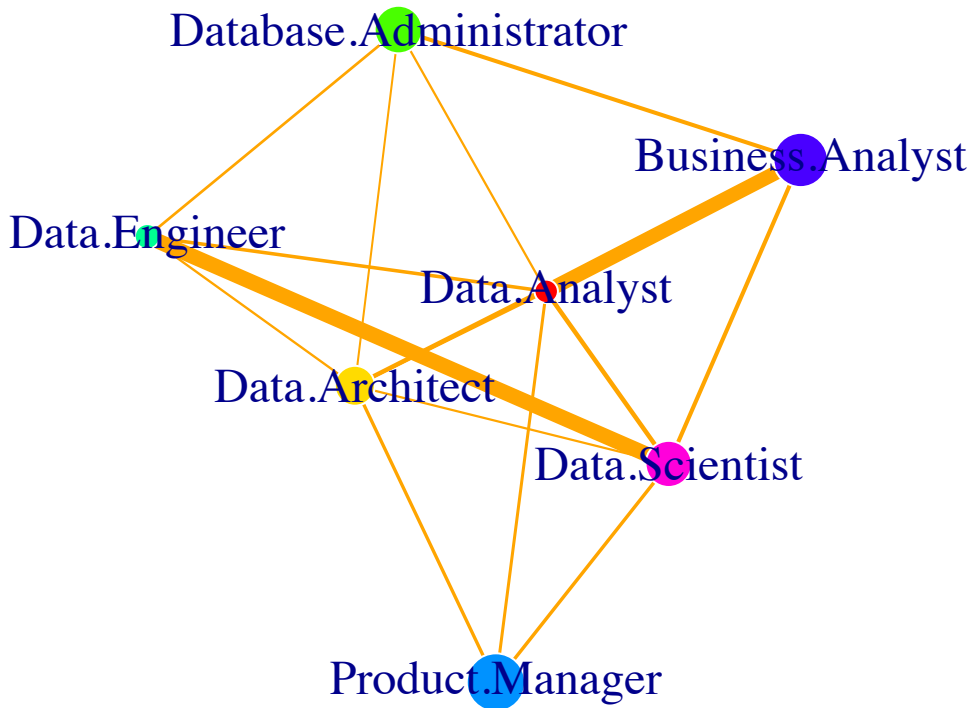 Database.Administrator
Business.Analyst
Data.Engineer
Data.Analyst
Data.Architect
Data.Scientist
Product.Manager